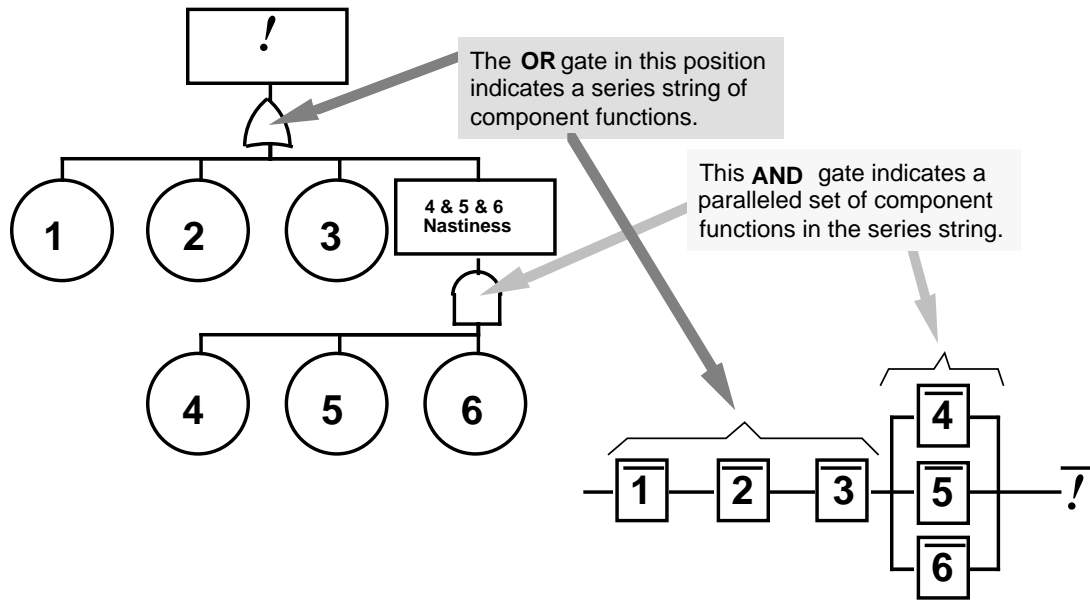 !
The OR gate in this position
indicates a series string of
component functions.
This AND gate indicates a
paralleled set of component
functions in the series string.
1 2 3
4 & 5 & 6
Nastiness
4 5 6
4
1 2 3 5 !
6